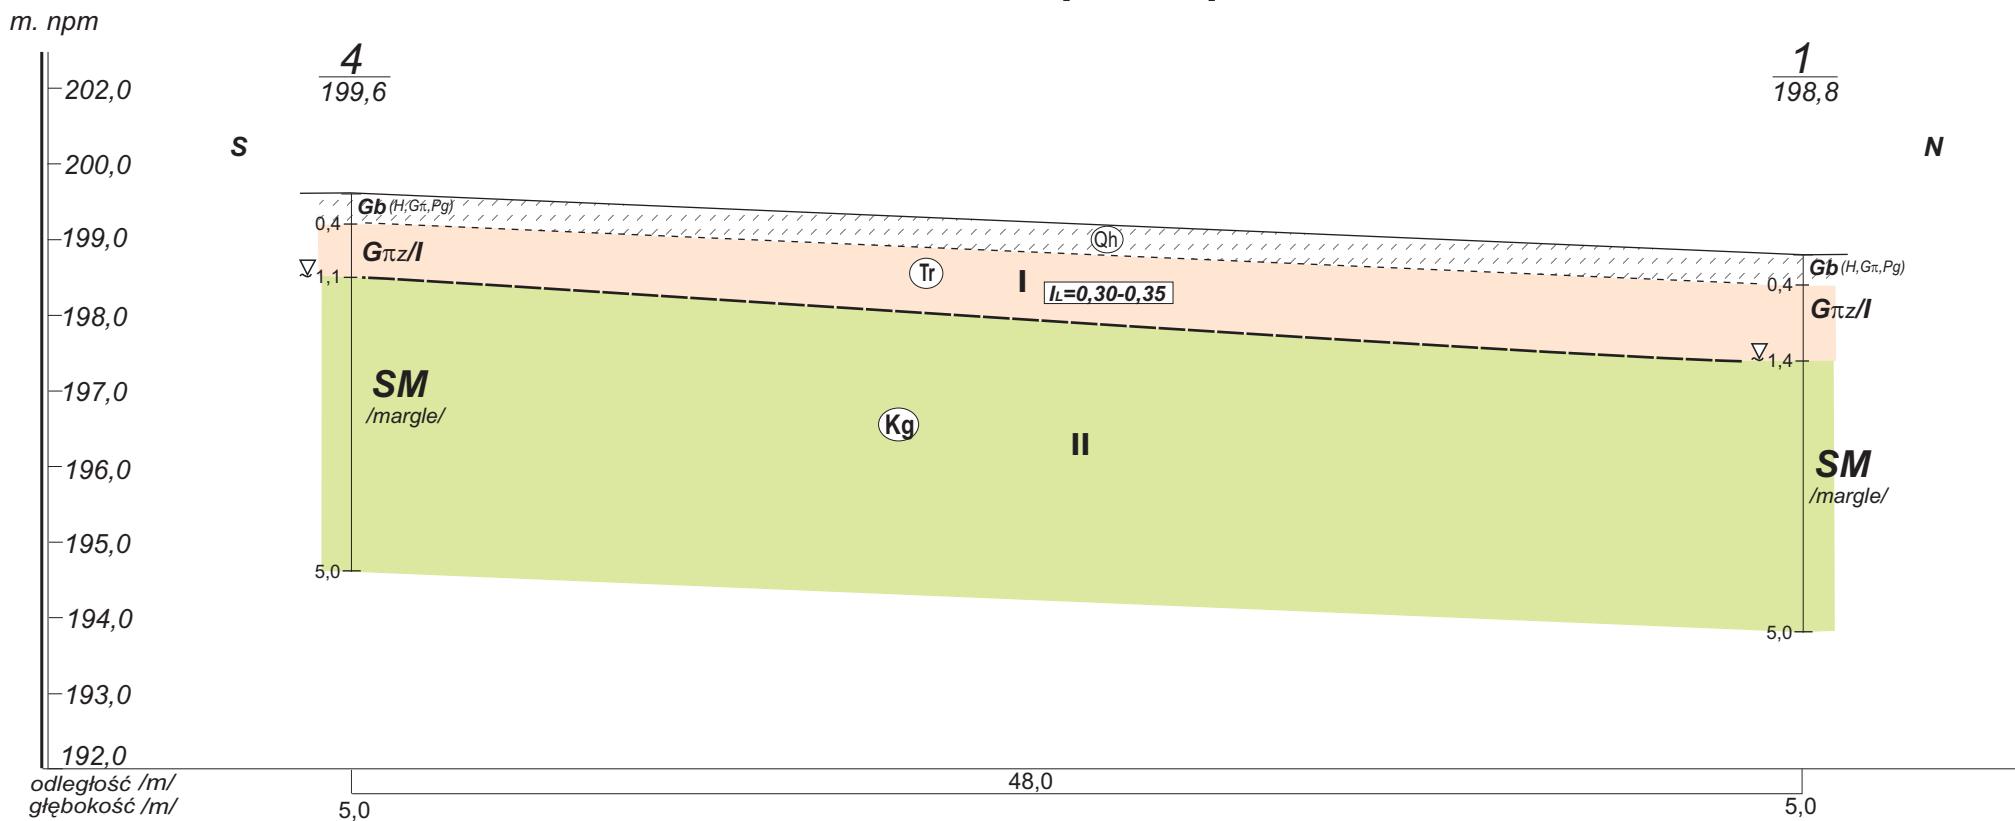 m. npm
4
199,6
1
198,8
202,0
S
N
200,0
Gb (H,Gπ,Pg)
0,4
199,0
Qh
Gπz/I
Tr
I
IL=0,30-0,35
Gb (H,Gπ,Pg)
0,4
Gπz/I
1,1
198,0
1,4
SM
/margle/
197,0
Kg
II
SM
/margle/
196,0
195,0
5,0
194,0
5,0
193,0
192,0
odległość /m/
48,0
głębokość /m/
5,0
5,0